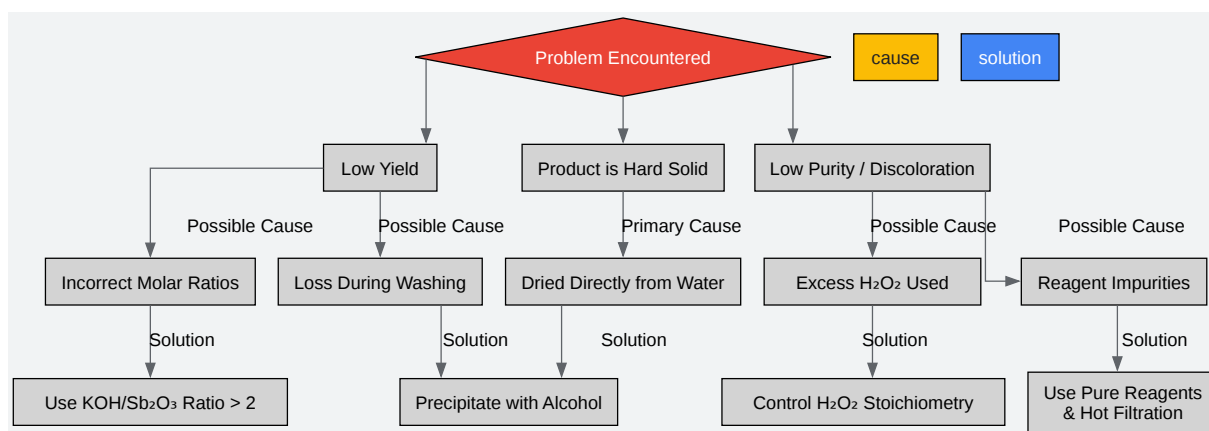 Problem Encountered
cause
solution
Low Yield
Product is Hard Solid
Low Purity / Discoloration
Possible Cause
Possible Cause
Primary Cause
Possible Cause
Possible Cause
Incorrect Molar Ratios
Loss During Washing
Dried Directly from Water
Excess H₂O₂ Used
Reagent Impurities
Solution
Solution
Solution
Solution
Solution
Use KOH/Sb₂O₃ Ratio > 2
Precipitate with Alcohol
Control H₂O₂ Stoichiometry
Use Pure Reagents
& Hot Filtration